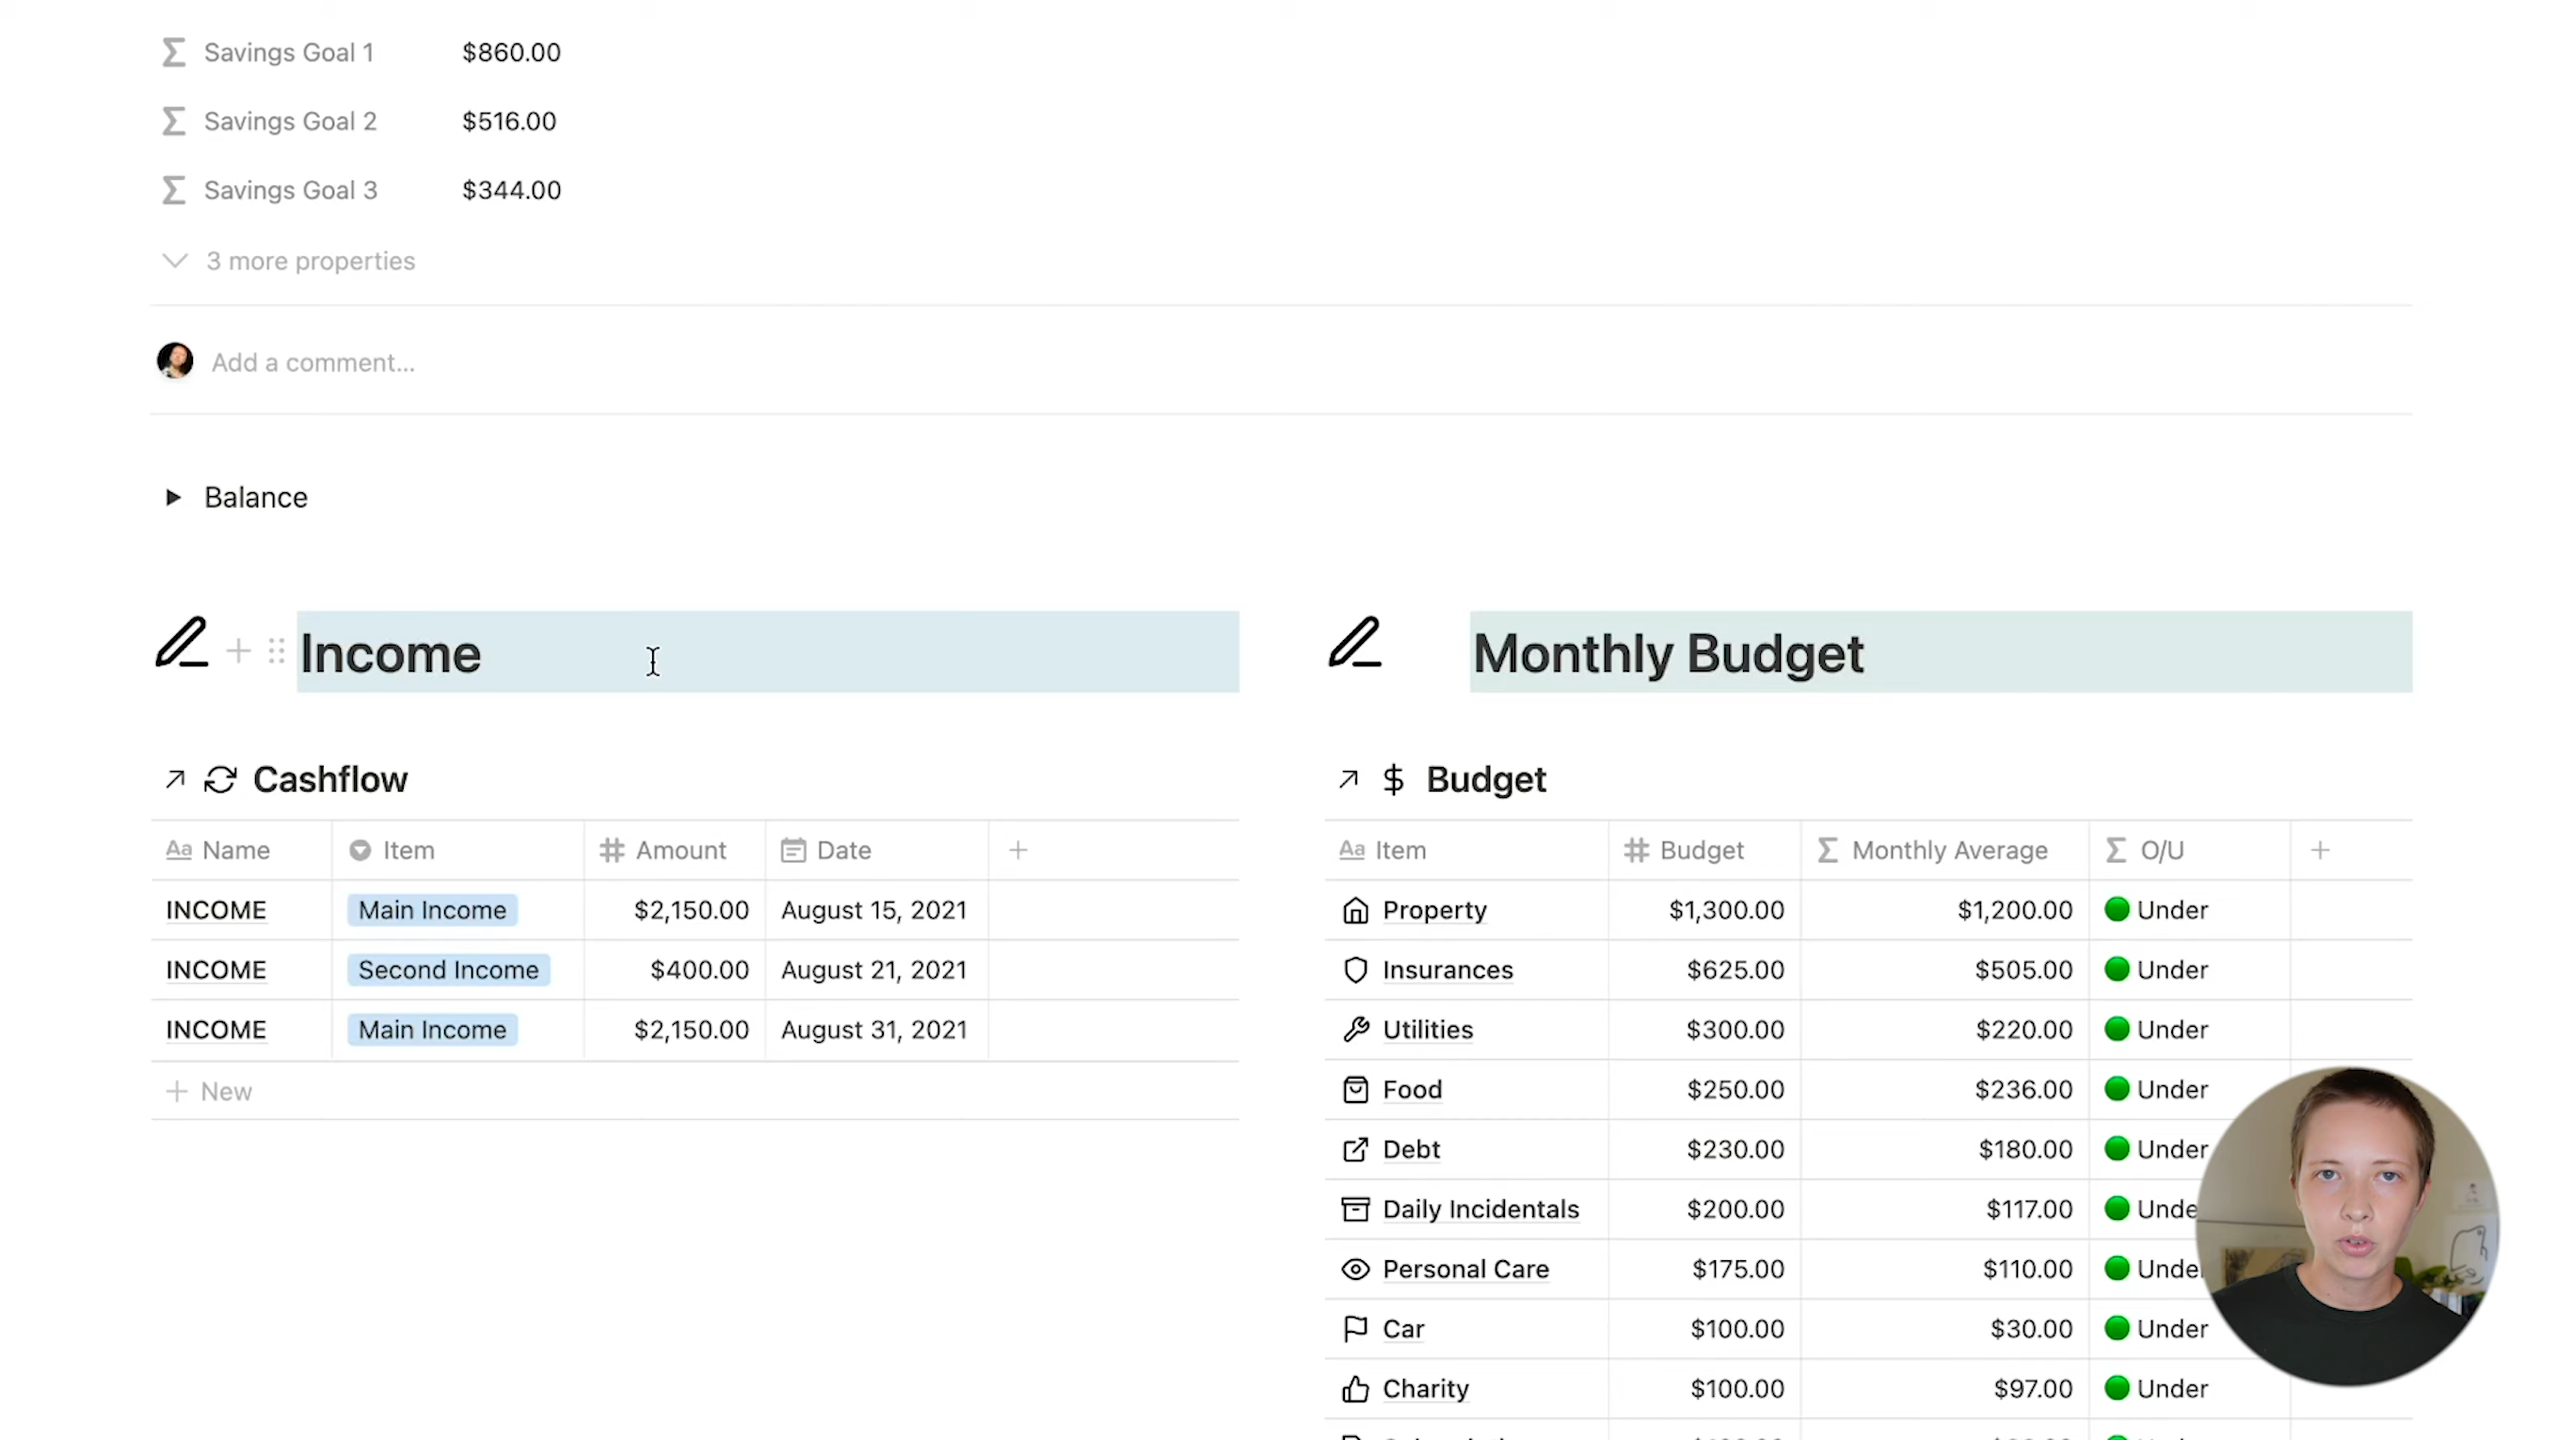 Savings Goal 1 $860.00
Savings Goal 2 $516.00
Savings Goal 3 $344.00
3 more properties
Add a comment...
Balance
Income
Cashflow
Aa Name Item Amount Date
INCOME Main Income $2,150.00 August 15, 2021
INCOME Second Income $400.00 August 21, 2021
INCOME Main Income $2,150.00 August 31, 2021
+ New
Monthly Budget
$ Budget
Aa Item # Budget Σ Monthly Average Σ O/U +
Property $1,300.00 $1,200.00 Under
Insurances $625.00 $505.00 Under
Utilities $300.00 $220.00 Under
Food $250.00 $236.00 Under
Debt $230.00 $180.00 Under
Daily Incidentals $200.00 $117.00 Unde
Personal Care $175.00 $110.00 Unde
Car $100.00 $30.00 Under
Charity $100.00 $97.00 Under